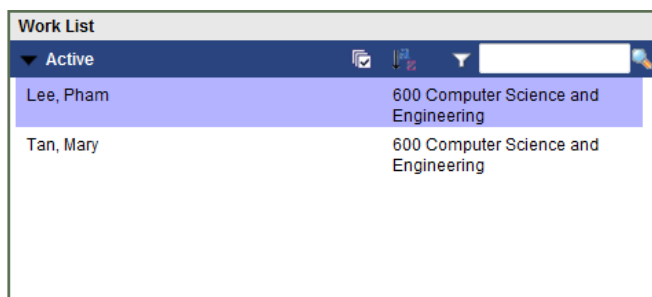 Work List
Active
Lee, Pham 600 Computer Science and
Engineering
Tan, Mary 600 Computer Science and
Engineering